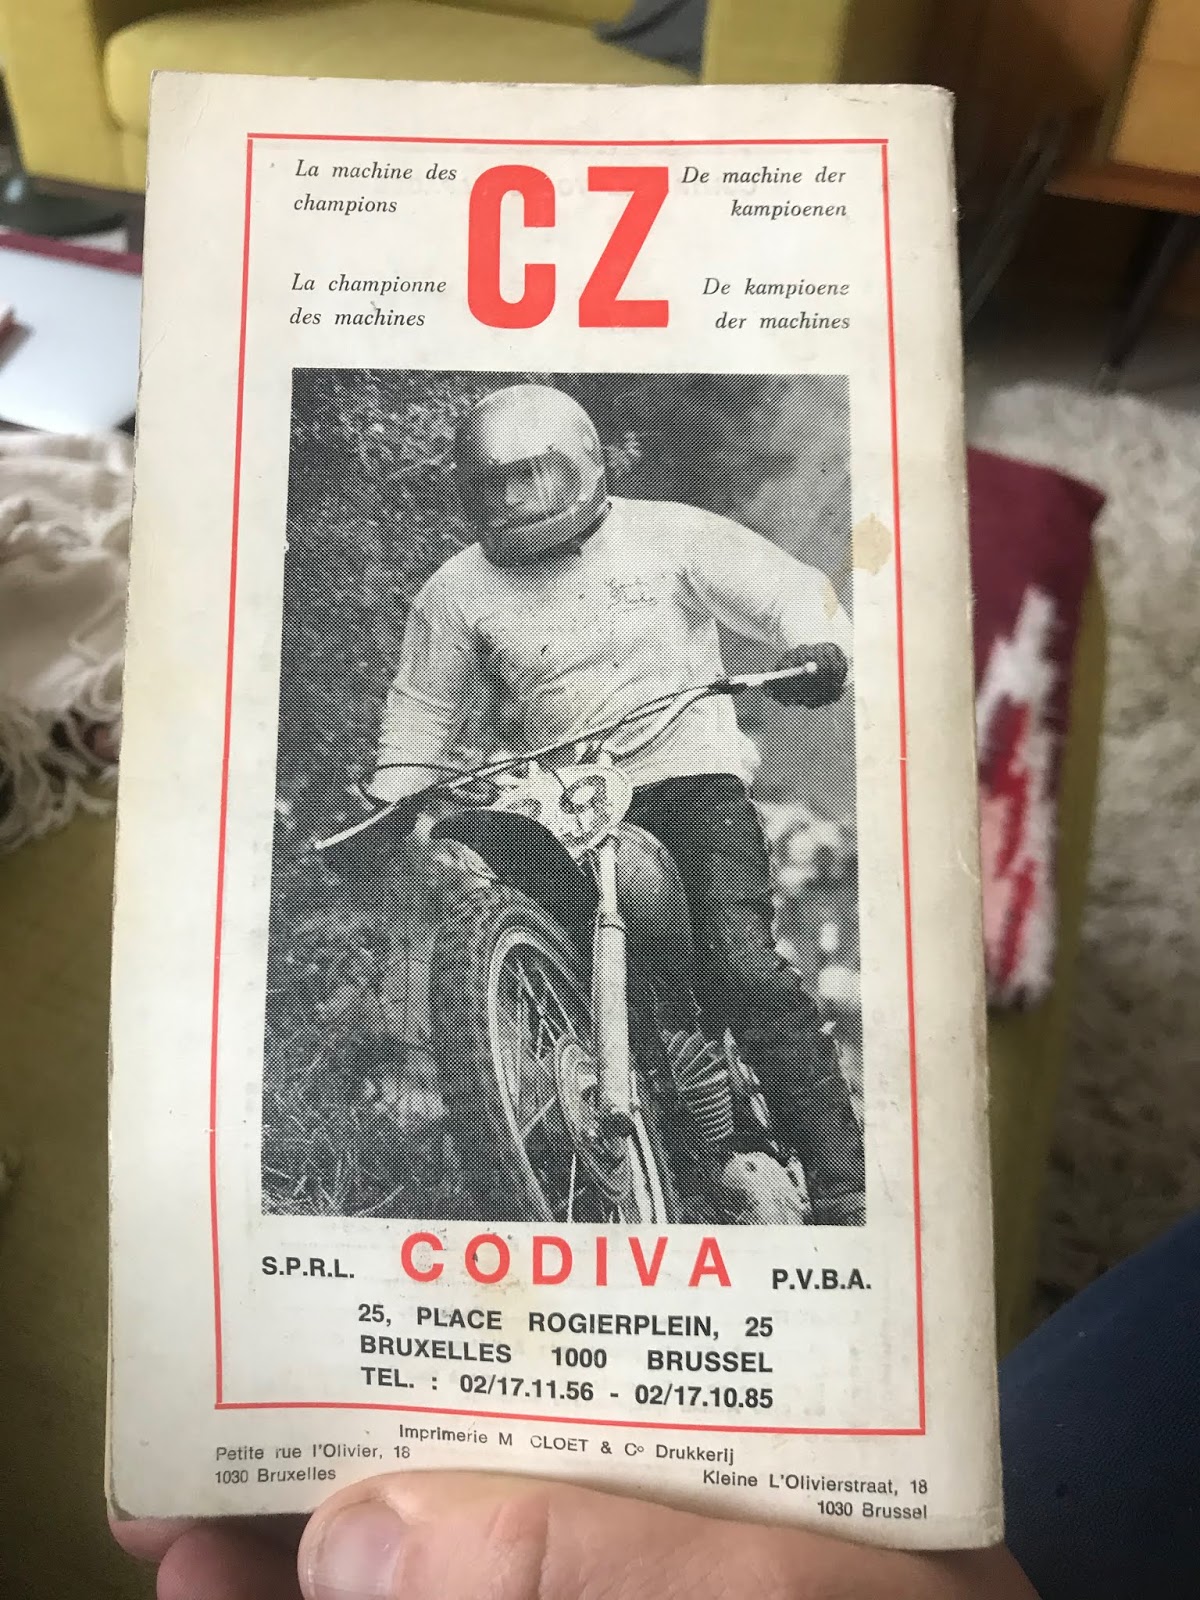 La machine des
champions
La championne
des machines
CZ
De machine der
kampioenen
De kampioene
der machines
S.P.R.L.
CODIVA
P.V.B.A.
25, PLACE ROGIERPLEIN, 25
BRUXELLES 1000 BRUSSEL
TEL. : 02/17.11.56 - 02/17.10.85
Imprimerie M CLOET & Cº Drukkerij
Petite rue l'Olivier, 18
1030 Bruxelles
Kleine L'Olivierstraat, 18
1030 Brussel